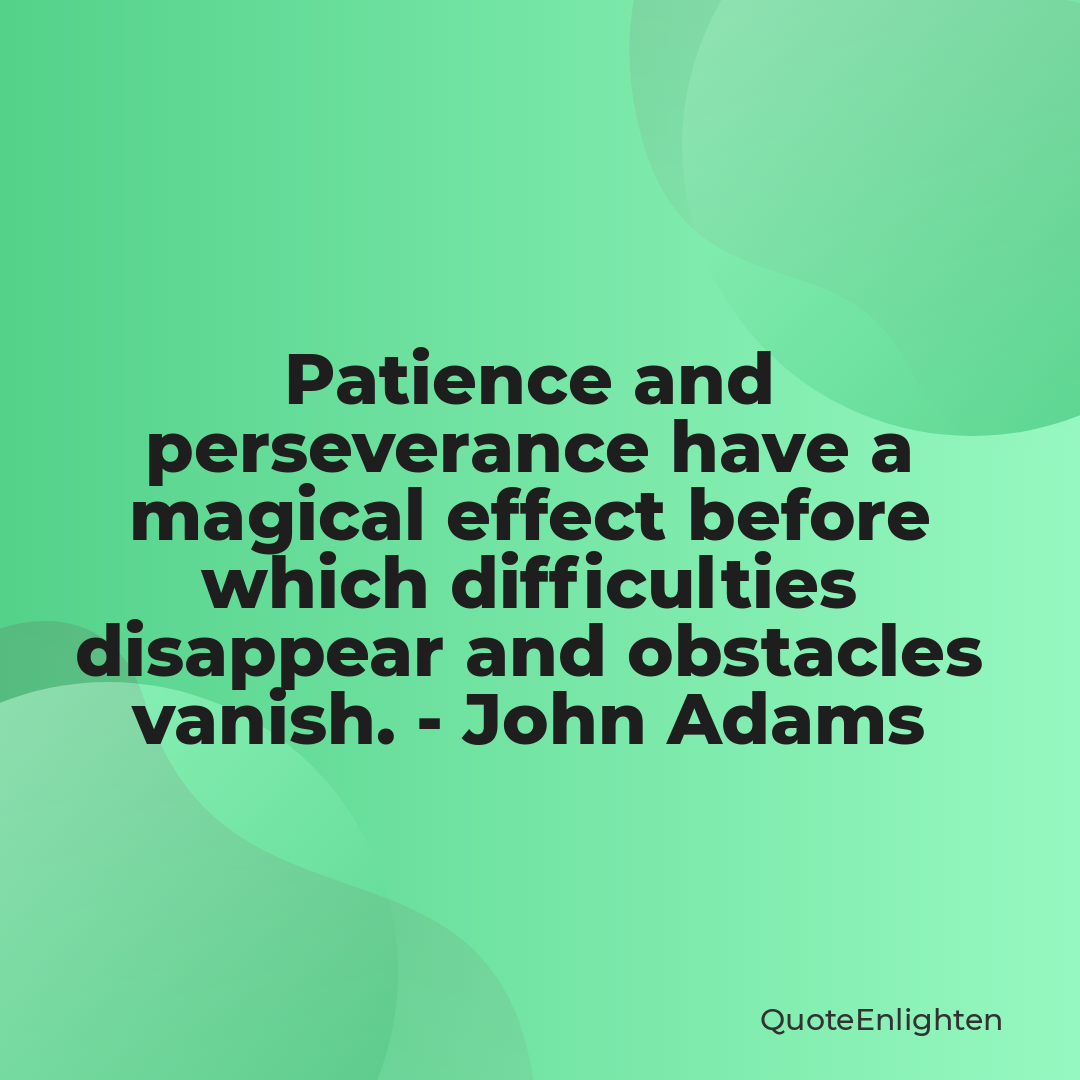 Patience and
perseverance have a
magical effect before
which difficulties
disappear and obstacles
vanish. - John Adams
QuoteEnlighten